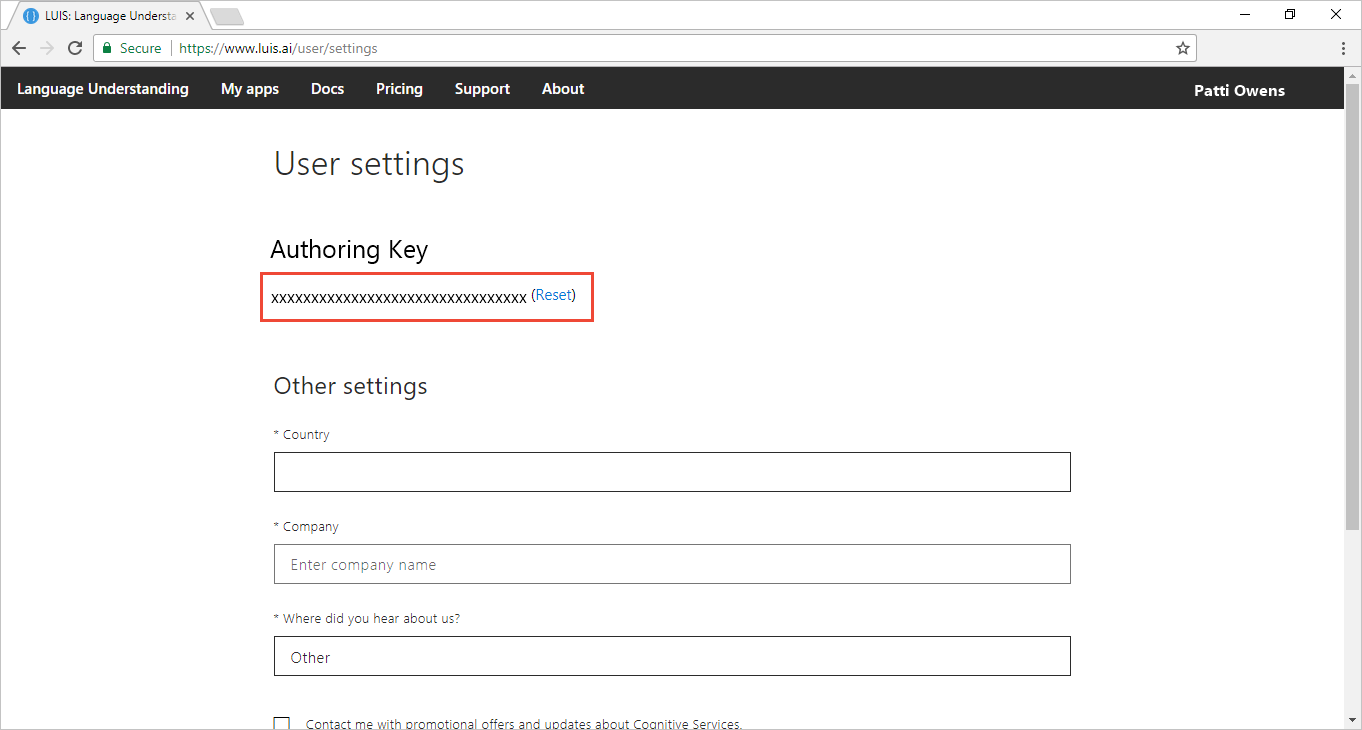 LUIS: Language Understa
Secure https://www.luis.ai/user/settings
Language Understanding My apps Docs Pricing Support About Patti Owens
User settings
Authoring Key
xxxxxxxxxxxxxxxxxxxxxxxxxxxxxxxx (Reset)
Other settings
* Country
* Company
Enter company name
* Where did you hear about us?
Other
Contact me with promotional offers and updates about Cognitive Services.